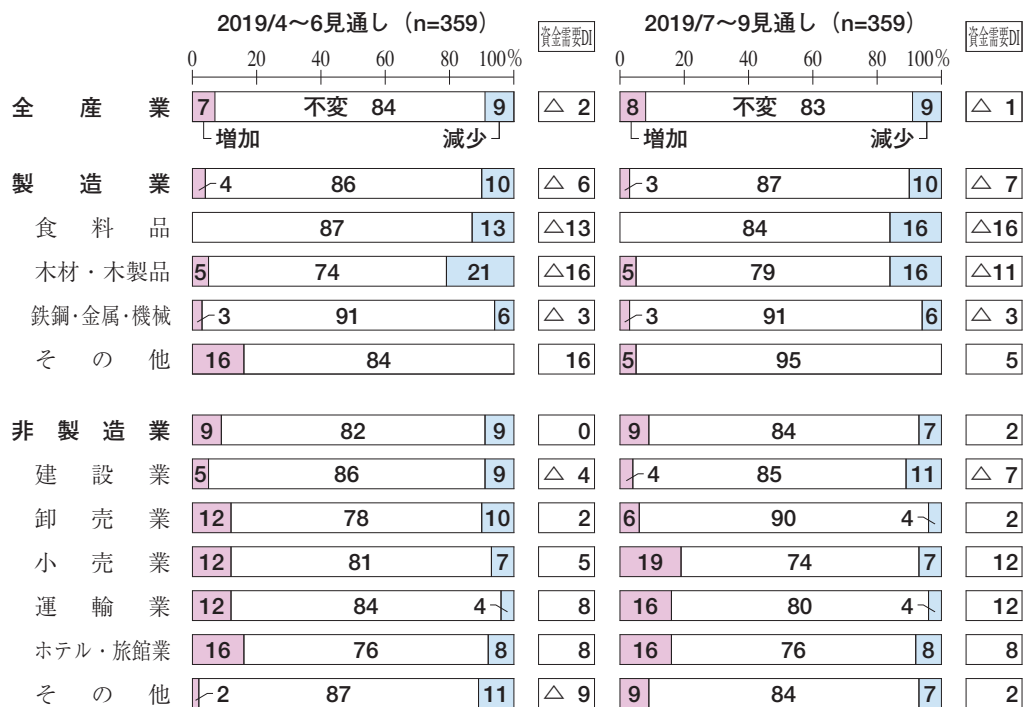 2019/4〜6見通し（n=359） 資金需要DI 2019/7〜9見通し（n=359） 資金需要DI
0 20 40 60 80 100% 0 20 40 60 80 100%
全産業 7 不変 84 9 △ 2 8 不変 83 9 △ 1
増加 減少 増加 減少
製造業 4 86 10 △ 6 3 87 10 △ 7
食料品 87 13 △13 84 16 △16
木材・木製品 5 74 21 △16 5 79 16 △11
鉄鋼・金属・機械 3 91 6 △ 3 3 91 6 △ 3
その他 16 84 16 5 95 5
非製造業 9 82 9 0 9 84 7 2
建設業 5 86 9 △ 4 4 85 11 △ 7
卸売業 12 78 10 2 6 90 4 2
小売業 12 81 7 5 19 74 7 12
運輸業 12 84 4 8 16 80 4 12
ホテル・旅館業 16 76 8 8 16 76 8 8
その他 2 87 11 △ 9 9 84 7 2